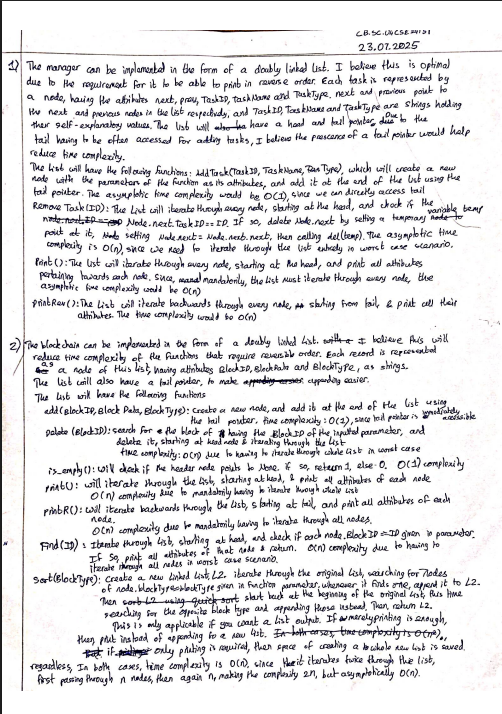 CB.SC.U4CSE24151
23.07.2025
1) The manager can be implemented in the form of a doubly linked list. I believe this is optimal
due to the requirement for it to be able to print in reverse order. Each task is represented by
a node, having the attributes next, prev, TaskID, TaskName and TaskType. next and previous point to
the next and previous nodes in the list respectively, and TaskID, TaskName and TaskType are strings holding
their self-explanatory values. The list will have a head and tail pointer, due to the
tail having to be often accessed for adding tasks, I believe the prescence of a tail pointer would help
reduce time complexity.
The list will have the following functions: AddTask(TaskID, TaskName, Type), which will create a new
node with the parameters of the function as its attributes, and add it at the end of the list using the
tail pointer. The asymptotic time complexity would be O(1), since we can directly access tail
Remove Task(ID): The list will iterate through every node, starting at the head, and check if the
Node.next.TaskID == ID. If so, delete Node.next by setting a temporary variable temp
point at it, setting Node.next = Node.next.next, then calling del(temp). The asymptotic time
complexity is O(n), since we need to iterate through the list entirely in worst case scenario.
Print(): The list will iterate through every node, starting at the head, and print all attributes
pertaining towards each node. Since, mandatorily, the list must iterate through every node, the
asymptotic time complexity would be O(n)
PrintRev(): The list will iterate backwards through every node, starting from tail, & print all their
attributes. The time complexity would be O(n)
2) The blockchain can be implemented in the form of a doubly linked list. I believe this will
reduce time complexity of the functions that require reversible order. Each record is represented
as a node of this list, having attributes BlockID, BlockData and BlockType, as strings.
The list will also have a tail pointer, to make appending easier.
The list will have the following functions
add(BlockID, Block Data, BlockType): Create a new node, and add it at the end of the list using
the tail pointer. time complexity: O(1), since tail pointer is immediately accessible.
Delete (BlockID): search for the block of having the BlockID of the inputted parameter, and
delete it, starting at head node & iterating through the list
time complexity: O(n) due to having to iterate through whole list in worst case
is_empty(): will check if the header node points to None. if so, return 1, else 0. O(1) complexity
print(): will iterate through the list, starting at head, & print all attributes of each node
O(n) complexity due to mandatorily having to iterate through whole list
printR(): Will iterate backwards through the list, starting at tail, and print all attributes of each
node.
O(n) complexity due to mandatorily having to iterate through all nodes.
Find(ID): Iterate through list, starting at head, and check if each node.BlockID == ID given in parameter.
If so, print all attributes of that node & return. O(n) complexity due to having to
iterate through all nodes in worst case scenario.
Sort(BlockType): Create a new linked list, L2. iterate through the original list, searching for nodes
of node.blocktype = blockType given in function parameter. whenever it finds one, append it to L2.
Then start back at the beginning of the original list, this time
searching for the opposite block type and appending those instead. Then, return L2.
This is only applicable if you want a list output. If merely printing is enough,
then print instead of appending to a new list.
if only printing is required, then space of creating a whole new list is saved.
regardless, In both cases, time complexity is O(n), since it iterates twice through the list,
first passing through n nodes, then again n, making the complexity 2n, but asymptotically O(n).